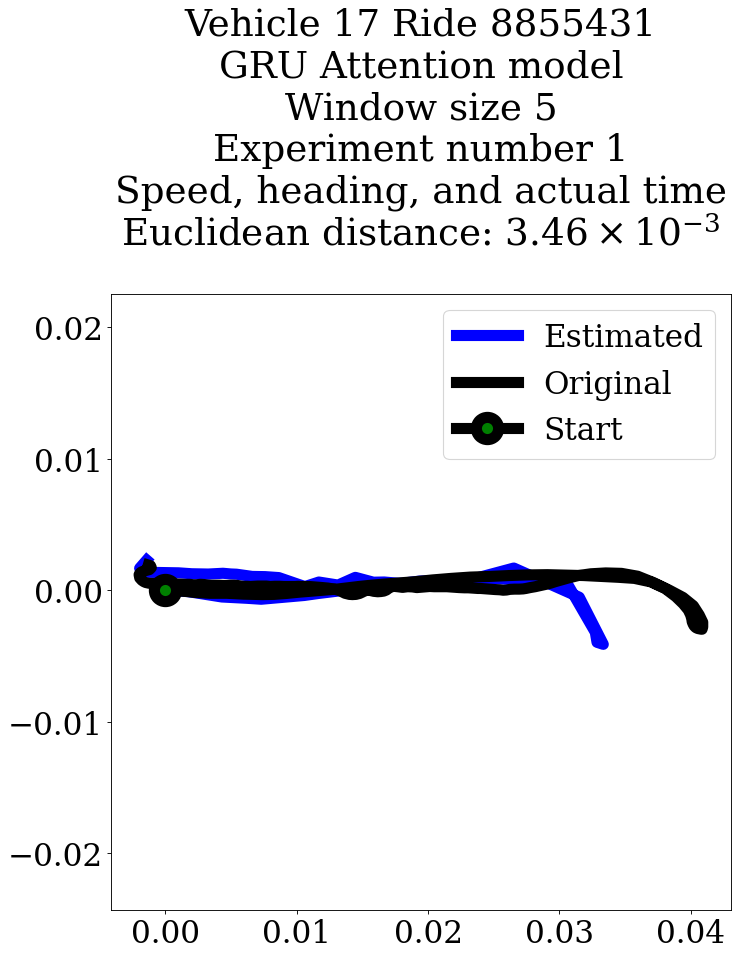 Vehicle 17 Ride 8855431
GRU Attention model
Window size 5
Experiment number 1
Speed, heading, and actual time
Euclidean distance: 3.46 × 10⁻³
Estimated
Original
Start
0.02
0.01
0.00
−0.01
−0.02
0.00 0.01 0.02 0.03 0.04